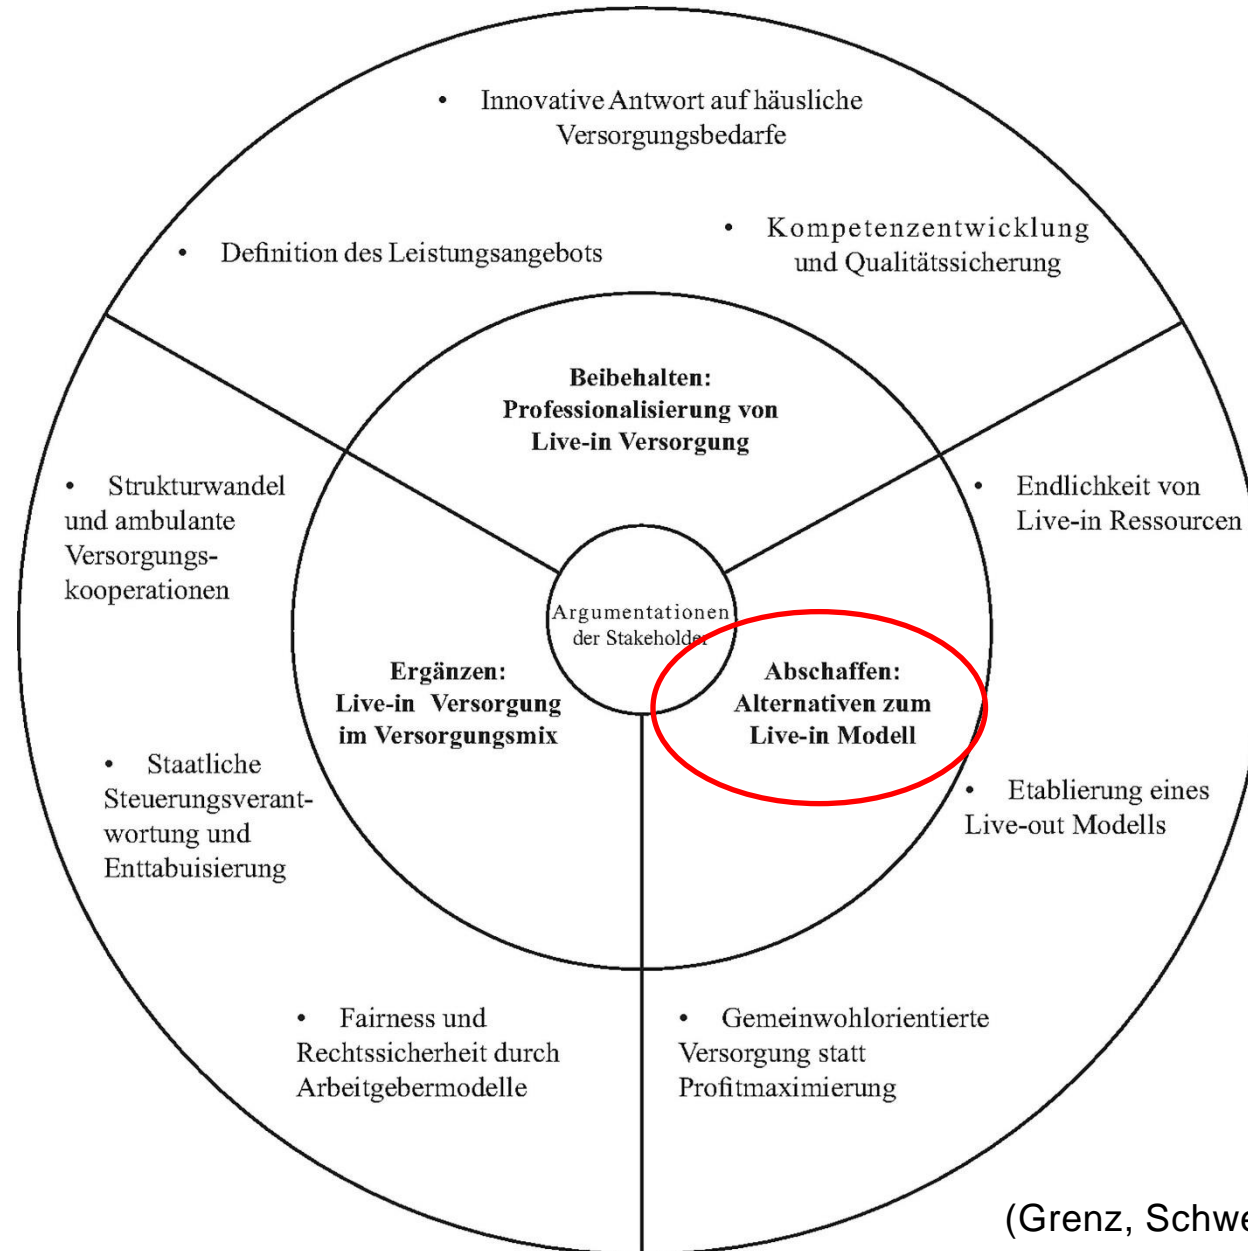 • Innovative Antwort auf häusliche
Versorgungsbedarfe
• Kompetenzentwicklung
und Qualitätssicherung
• Definition des Leistungsangebots
Beibehalten:
Professionalisierung von
Live-in Versorgung
• Strukturwandel
und ambulante
Versorgungs-
kooperationen
• Endlichkeit von
Live-in Ressourcen
Argumentationen
der Stakeholder
Ergänzen:
Live-in Versorgung
im Versorgungsmix
Abschaffen:
Alternativen zum
Live-in Modell
• Staatliche
Steuerungsverant-
wortung und
Enttabuisierung
• Etablierung eines
Live-out Modells
• Fairness und
Rechtssicherheit durch
Arbeitgebermodelle
• Gemeinwohlorientierte
Versorgung statt
Profitmaximierung
(Grenz, Schwe